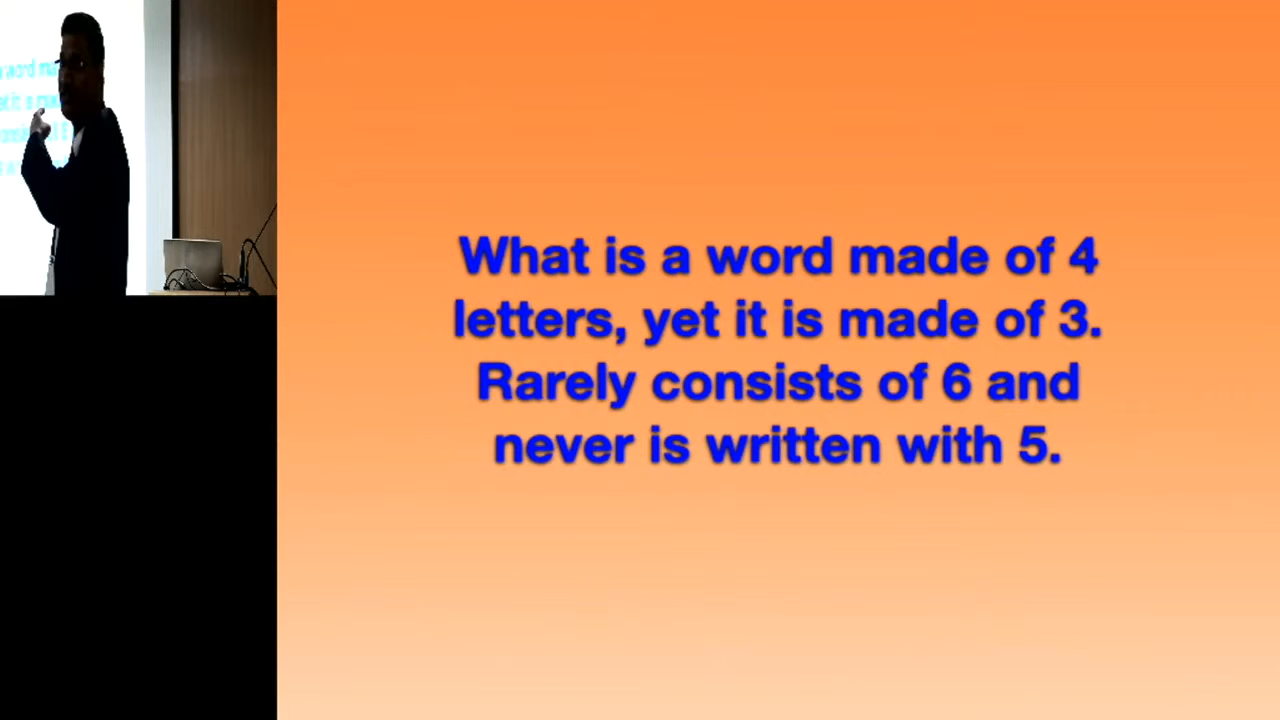 What is a word made of 4
letters, yet it is made of 3.
Rarely consists of 6 and
never is written with 5.
word